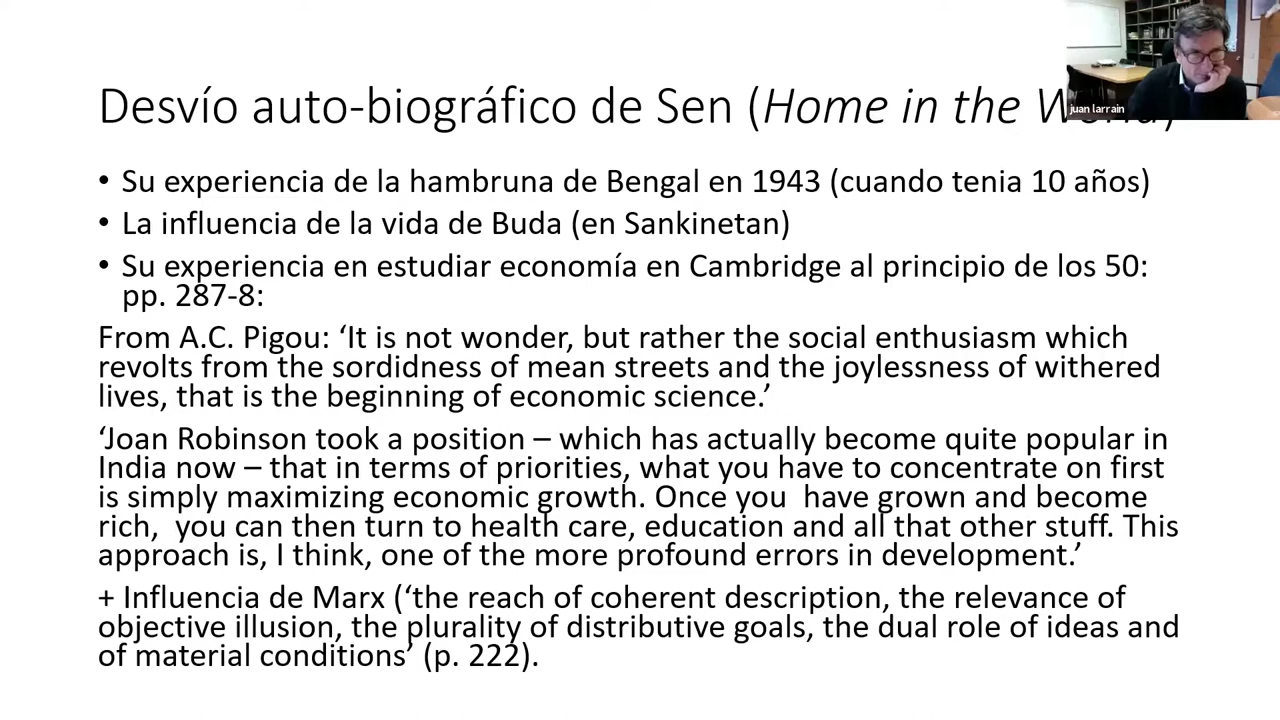 Desvío auto-biográfico de Sen (Home in the
juan larrain
• Su experiencia de la hambruna de Bengal en 1943 (cuando tenia 10 años)
• La influencia de la vida de Buda (en Sankinetan)
• Su experiencia en estudiar economía en Cambridge al principio de los 50:
pp. 287-8:
From A.C. Pigou: ‘It is not wonder, but rather the social enthusiasm which
revolts from the sordidness of mean streets and the joylessness of withered
lives, that is the beginning of economic science.’
‘Joan Robinson took a position – which has actually become quite popular in
India now – that in terms of priorities, what you have to concentrate on first
is simply maximizing economic growth. Once you have grown and become
rich, you can then turn to health care, education and all that other stuff. This
approach is, I think, one of the more profound errors in development.’
+ Influencia de Marx (‘the reach of coherent description, the relevance of
objective illusion, the plurality of distributive goals, the dual role of ideas and
of material conditions’ (p. 222).